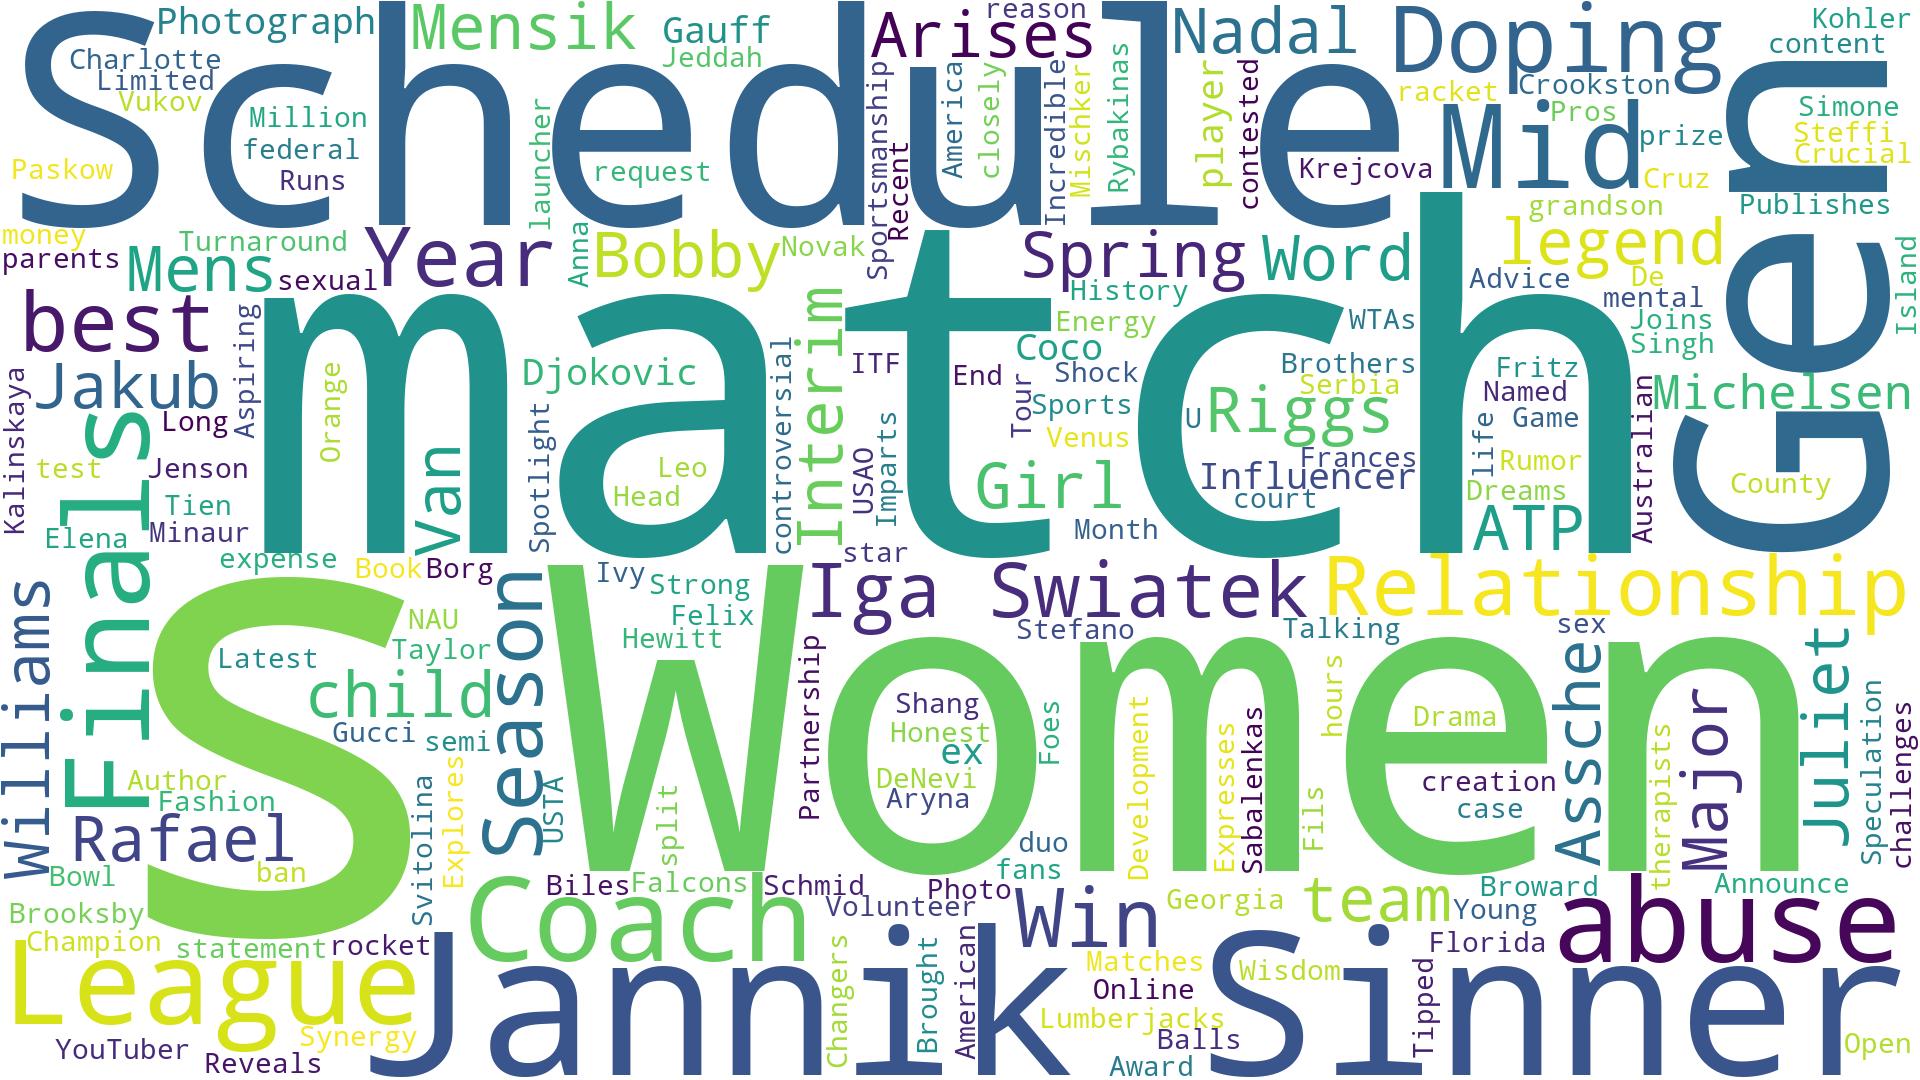 Schedule
match
S
Women
Gen
Jannik Sinner
Photograph
Mensik
Gauff
Jeddah
reason
Arises
Nadal
Doping
Kohler
content
Charlotte
Limited
Vukov
Million
federal
Runs
Paskow
launcher
request
Sportsmanship
Recent
America
closely
Incredible
Mischker
Rybakinas
player
contested
racket
Crookston
Pros
Mid
prize
Simone
Steffi
Crucial
Krejcova
Cruz
grandson
Publishes
money
parents
Turnaround
Mens
sexual
Year
Anna
Bobby
Novak
Spring
Word
legend
De
Advice
mental
Island
best
Jakub
Aspiring
Orange
Djokovic
controversial
Interim
ITF
History
Energy
Coco
WTAs
Shock
End
Tour
Sports
Venus
Brothers
Serbia
Riggs
U
Fritz
Named
Game
Joins
Singh
Michelsen
Kalinskaya
Long
test
Jenson
Finals
Tien
Minaur
Elena
Van
Spotlight
Leo
Head
USAO
Imparts
Girl
Month
Frances
Influencer
court
life
Rumor
Dreams
ATP
Australian
County
expense
Book
Borg
Ivy
Strong
Felix
Hewitt
star
Iga Swiatek
Stefano
Relationship
Talking
sex
Williams
NAU
Taylor
Latest
child
Gucci
semi
Season
Partnership
Shang
Honest
ex
DeNevi
Aryna
Foes
Development
Expresses
Sabalenkas
hours
Fils
Drama
creation
case
Assche
therapists
Major
Juliet
Speculation
challenges
Author
Fashion
Rafael
ban
Bowl
Svitolina
Explores
USTA
split
duo
fans
Brooksby
Champion
statement
rocket
League
Coach
Biles
Falcons
Schmid
Volunteer
Photo
Win
Georgia
team
Broward
Young
Announce
Florida
abuse
YouTuber
Synergy
Reveals
Changers
Brought
American
Matches
Online
Lumberjacks
Balls
Award
Wisdom
Tipped
Open